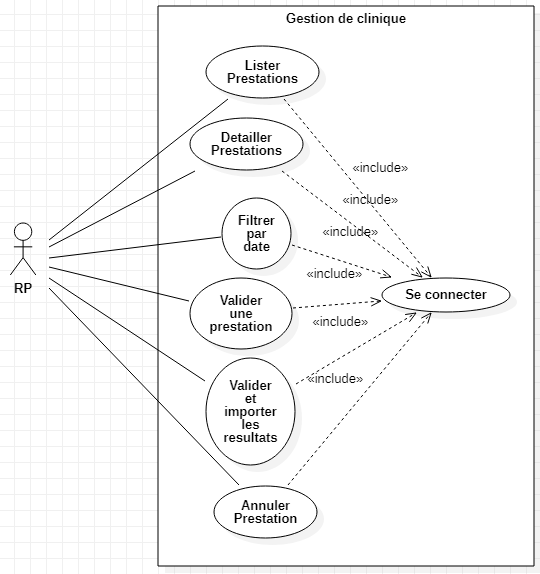 Gestion de clinique
Lister
Prestations
Detailler
Prestations
«include»
«include»
Filtrer
par
date
«include»
«include»
RP
Valider
une
prestation
Se connecter
«include»
Valider
et
importer
les
resultats
«include»
Annuler
Prestation